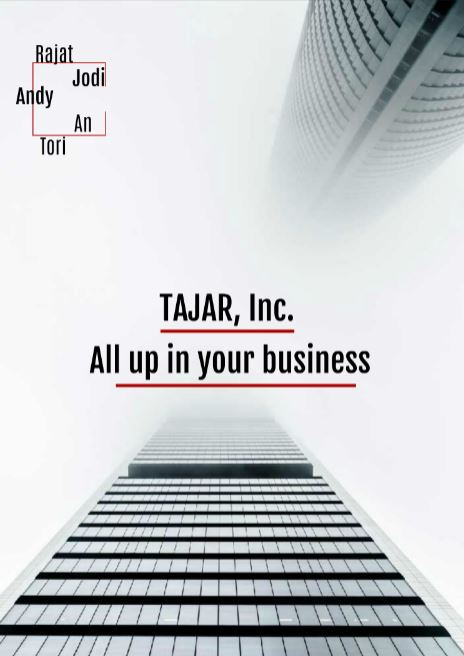 Rajat
Jodi
Andy
An
Tori
TAJAR, Inc.
All up in your business